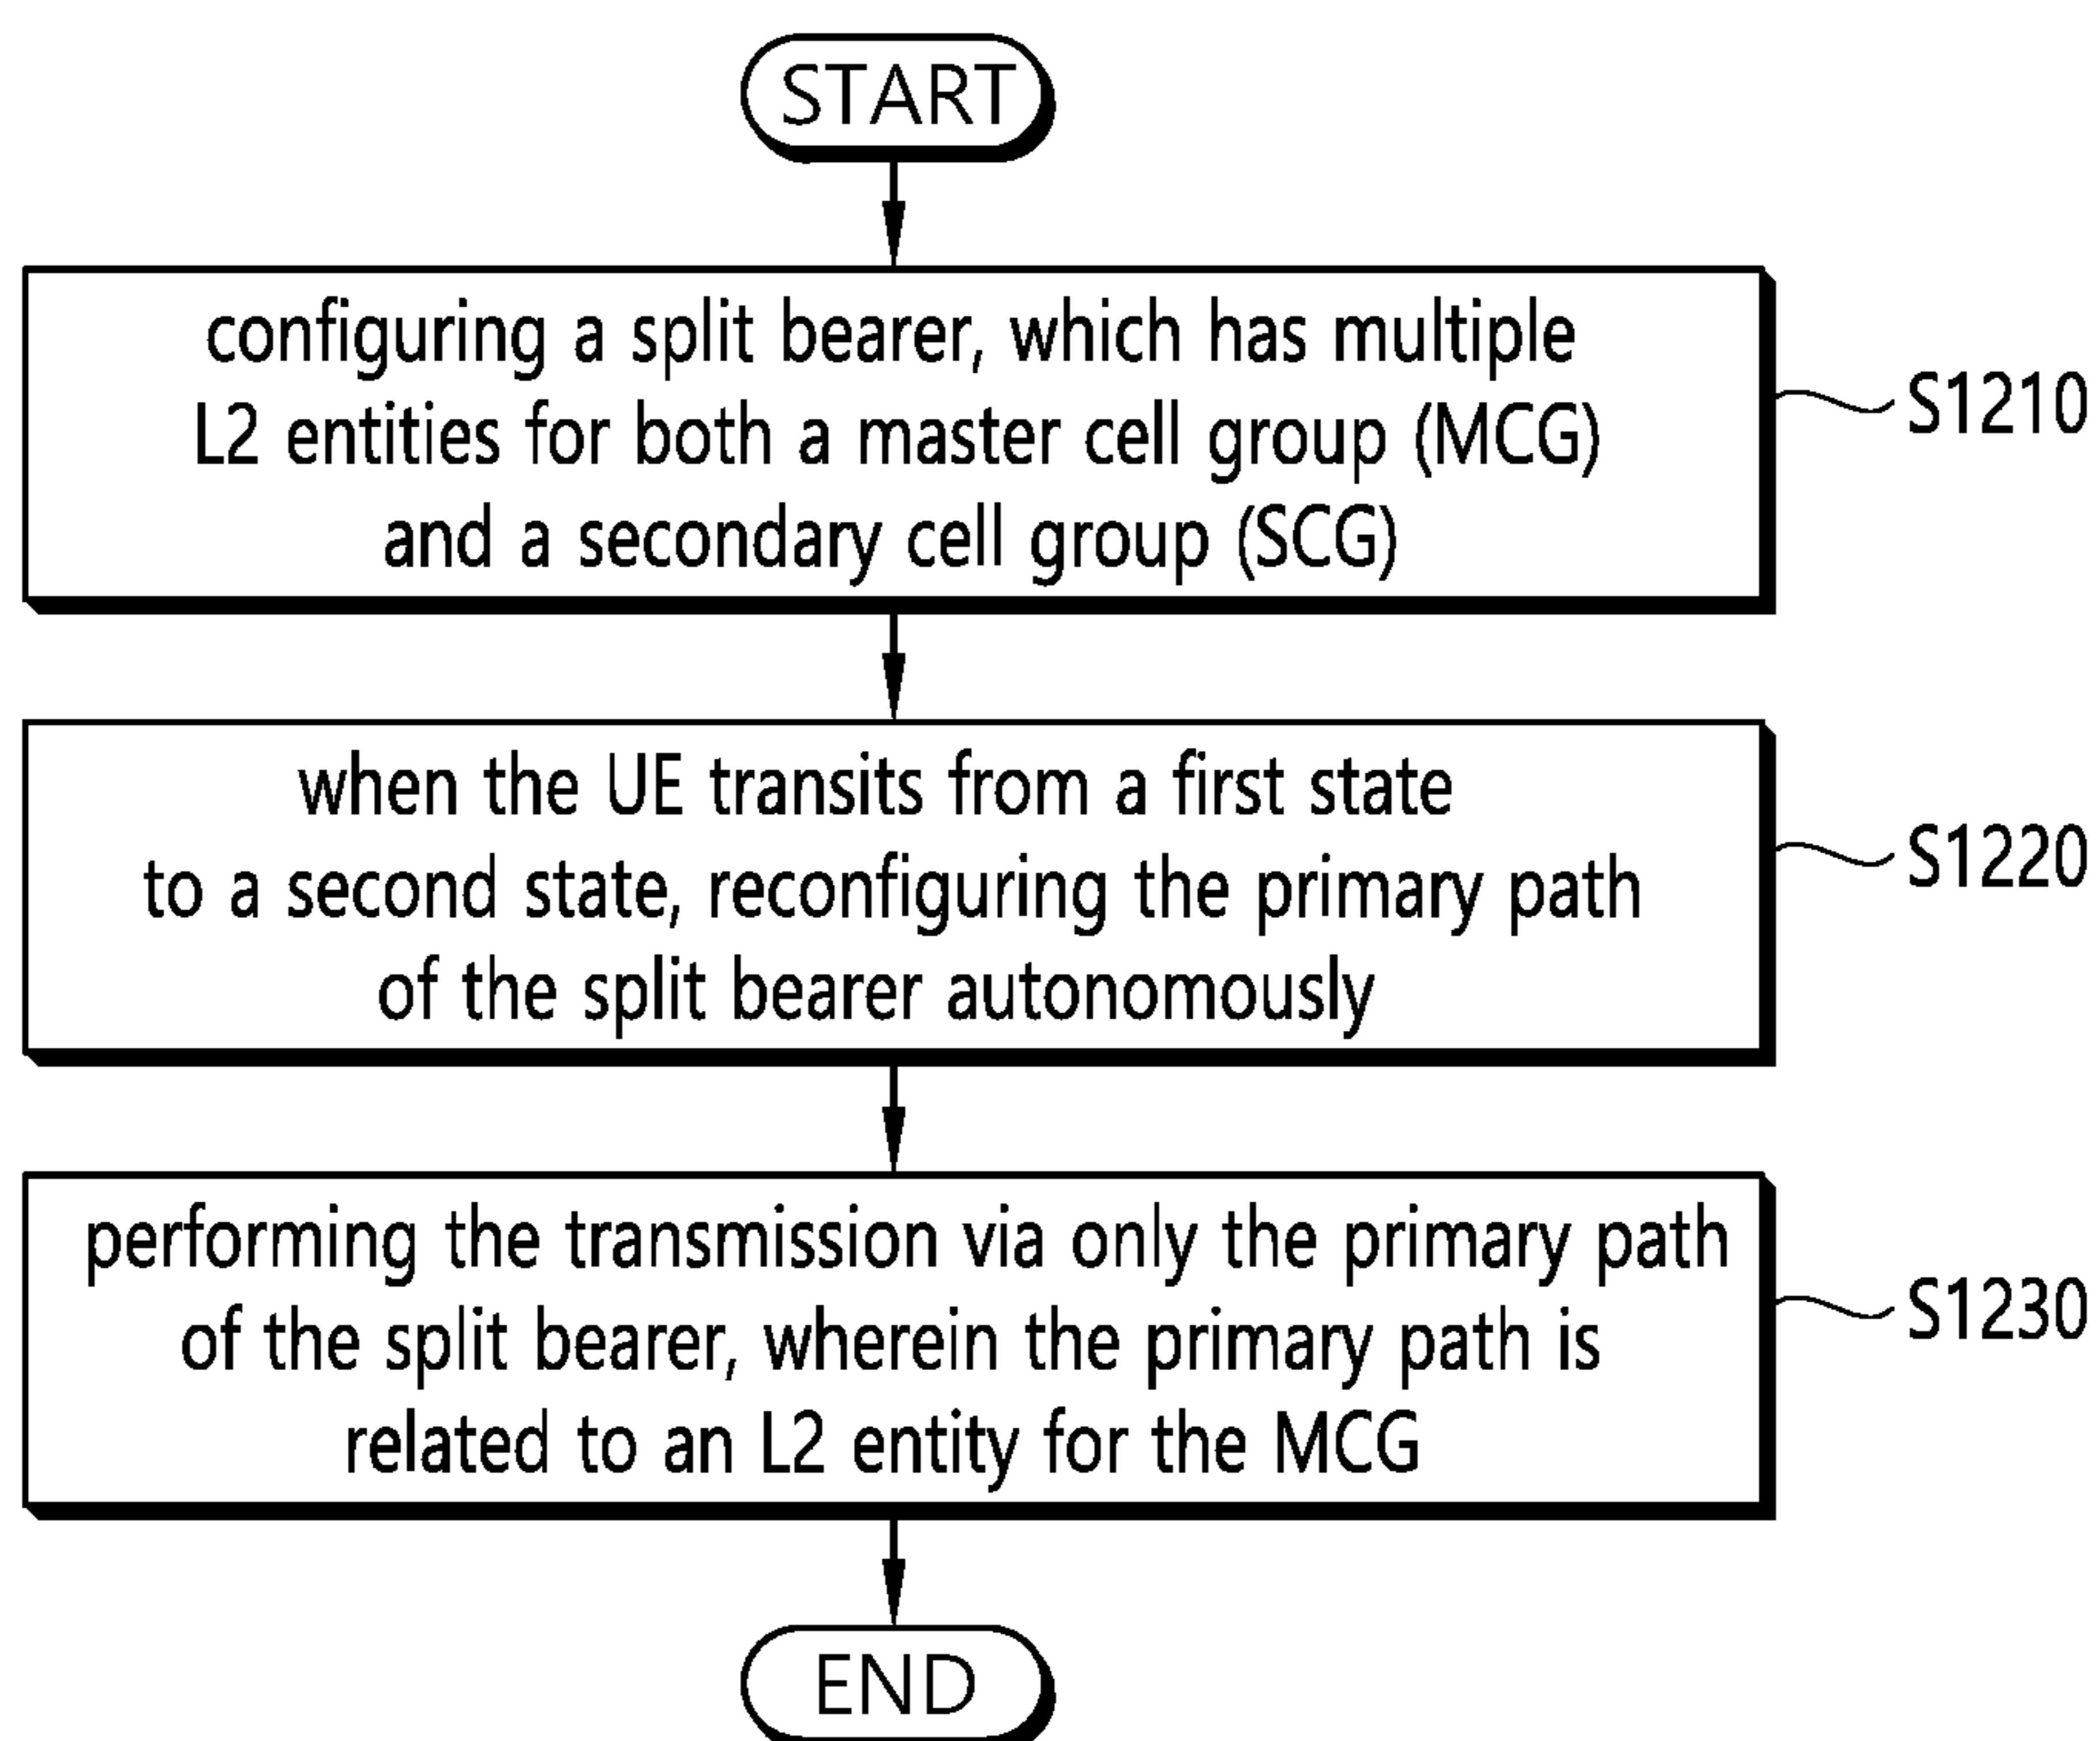 START
configuring a split bearer, which has multiple
L2 entities for both a master cell group (MCG)
and a secondary cell group (SCG)
S1210
when the UE transits from a first state
to a second state, reconfiguring the primary path
of the split bearer autonomously
S1220
performing the transmission via only the primary path
of the split bearer, wherein the primary path is
related to an L2 entity for the MCG
S1230
END